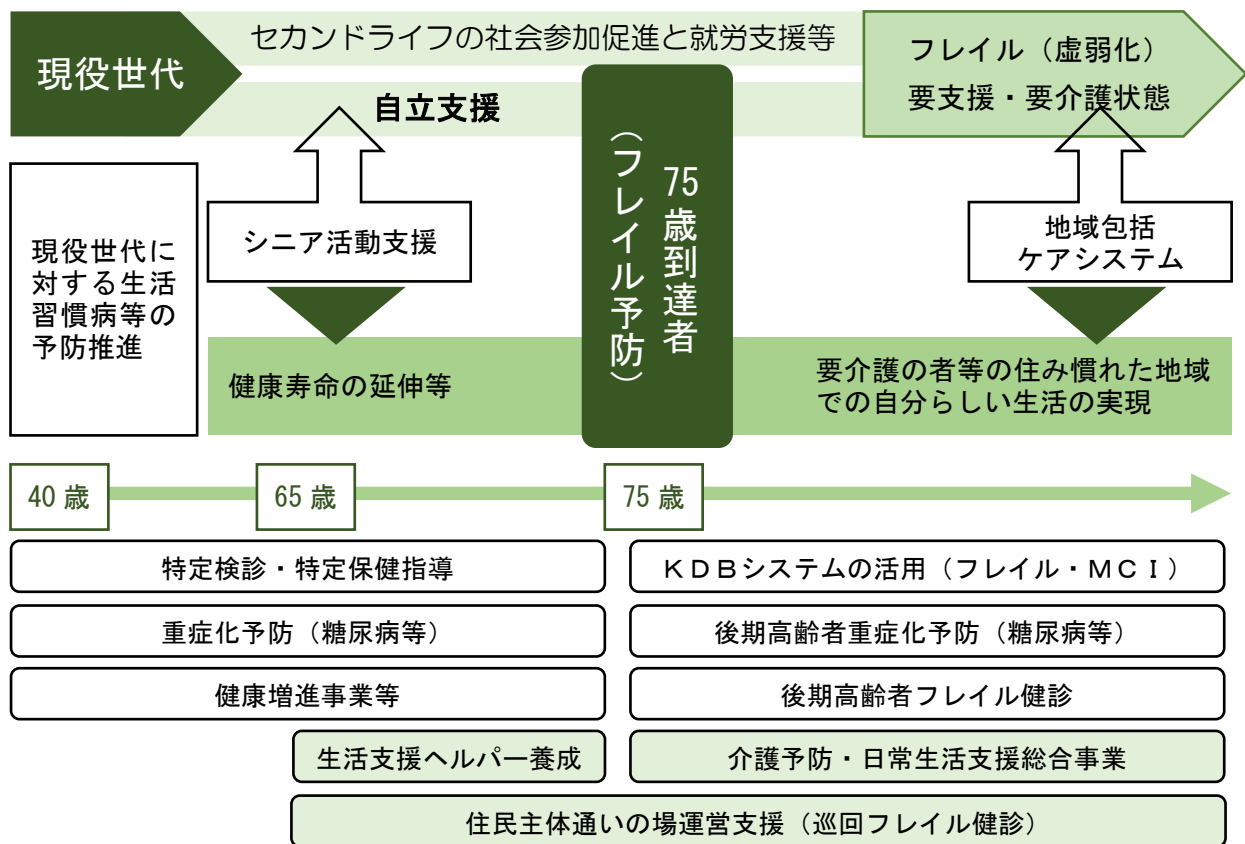 現役世代
セカンドライフの社会参加促進と就労支援等
自立支援
フレイル（虚弱化）
要支援・要介護状態
75歳到達者
（フレイル予防）
現役世代に
対する生活
習慣病等の
予防推進
シニア活動支援
地域包括
ケアシステム
健康寿命の延伸等
要介護の者等の住み慣れた地域
での自分らしい生活の実現
40歳
65歳
75歳
特定検診・特定保健指導
ＫＤＢシステムの活用（フレイル・ＭＣＩ）
重症化予防（糖尿病等）
後期高齢者重症化予防（糖尿病等）
健康増進事業等
後期高齢者フレイル健診
生活支援ヘルパー養成
介護予防・日常生活支援総合事業
住民主体通いの場運営支援（巡回フレイル健診）